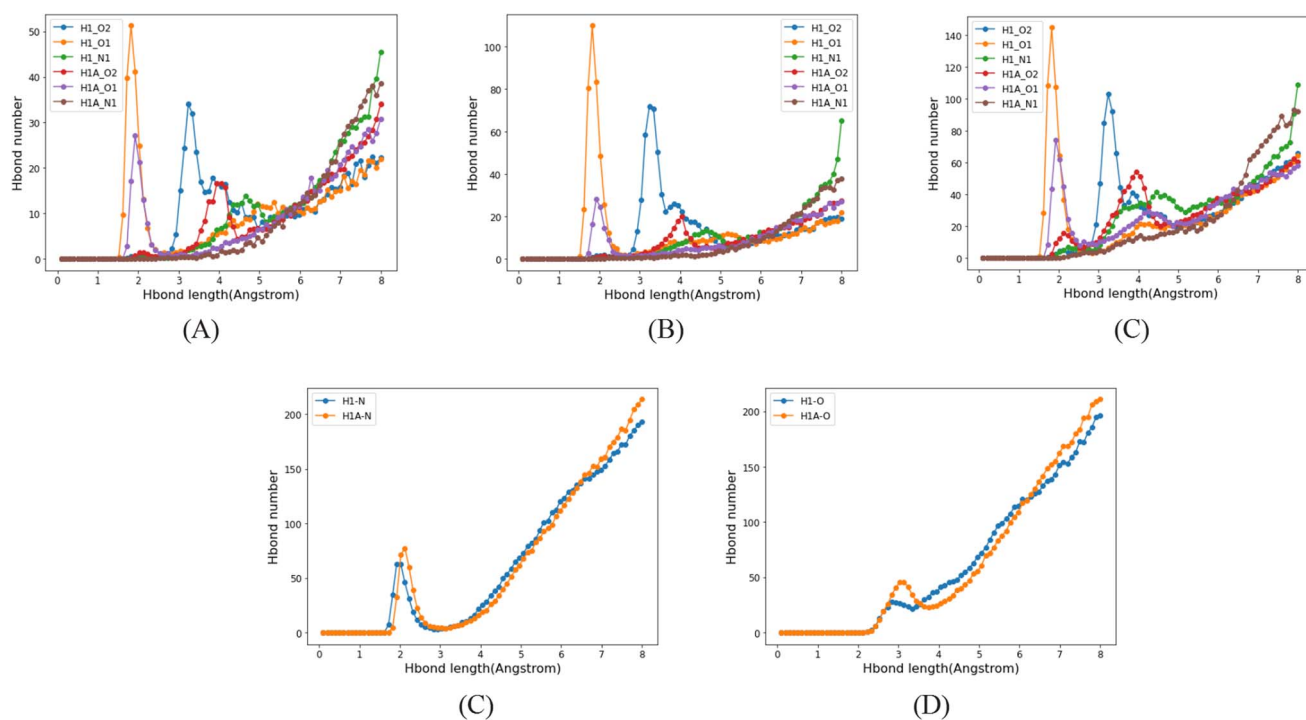 H1_O2
H1_O1
H1_N1
H1A_O2
H1A_O1
H1A_N1
50
40
30
20
10
0
Hbond number
0 1 2 3 4 5 6 7 8
Hbond length(Angstrom)
(A)
H1_O2
H1_O1
H1_N1
H1A_O2
H1A_O1
H1A_N1
100
80
60
40
20
0
Hbond number
0 1 2 3 4 5 6 7 8
Hbond length(Angstrom)
(B)
H1_O2
H1_O1
H1_N1
H1A_O2
H1A_O1
H1A_N1
140
120
100
80
60
40
20
0
Hbond number
0 1 2 3 4 5 6 7 8
Hbond length(Angstrom)
(C)
H1-N
H1A-N
200
150
100
50
0
Hbond number
0 1 2 3 4 5 6 7 8
Hbond length(Angstrom)
(C)
H1-O
H1A-O
200
150
100
50
0
Hbond number
0 1 2 3 4 5 6 7 8
Hbond length(Angstrom)
(D)